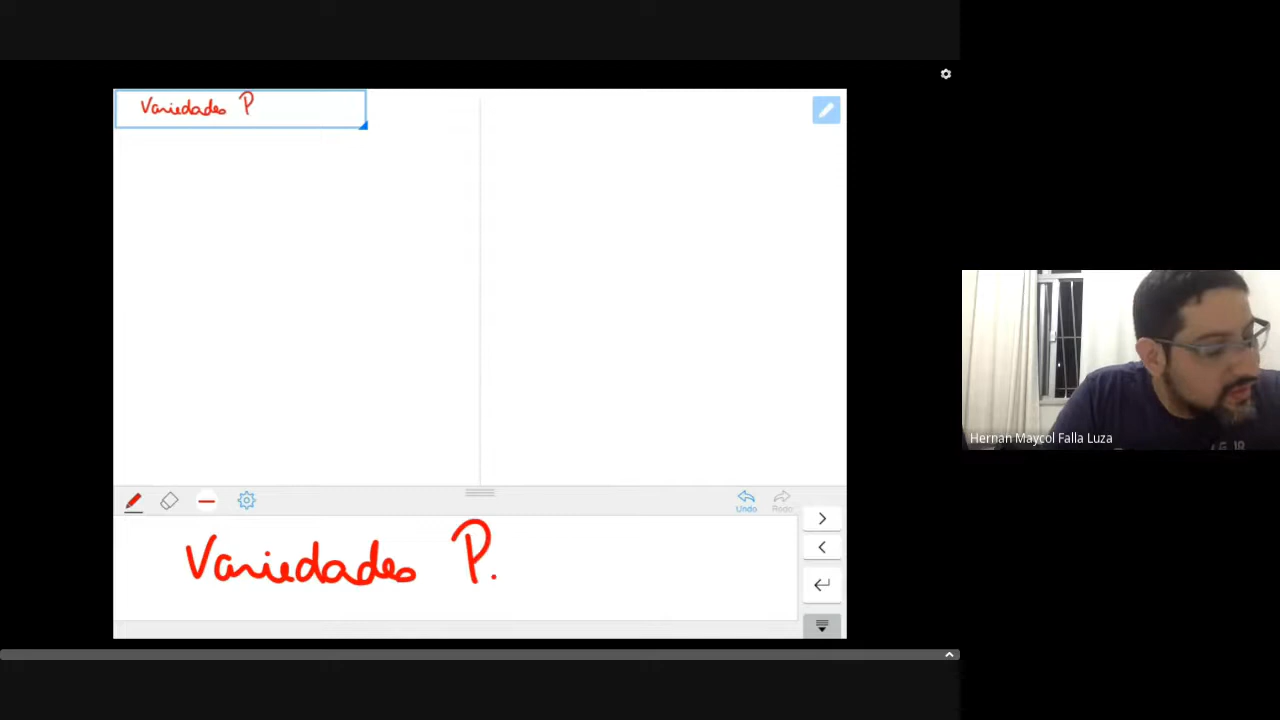 Variedades P
Undo
Redo
Variedades P.
Hernan Maycol Falla Luza